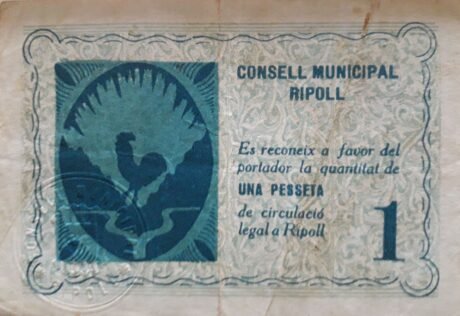 CONSELL MUNICIPAL
RIPOLL
Es reconeix a favor del
portador la quantitat de
UNA PESSETA
de circulació
legal a Ripoll
1